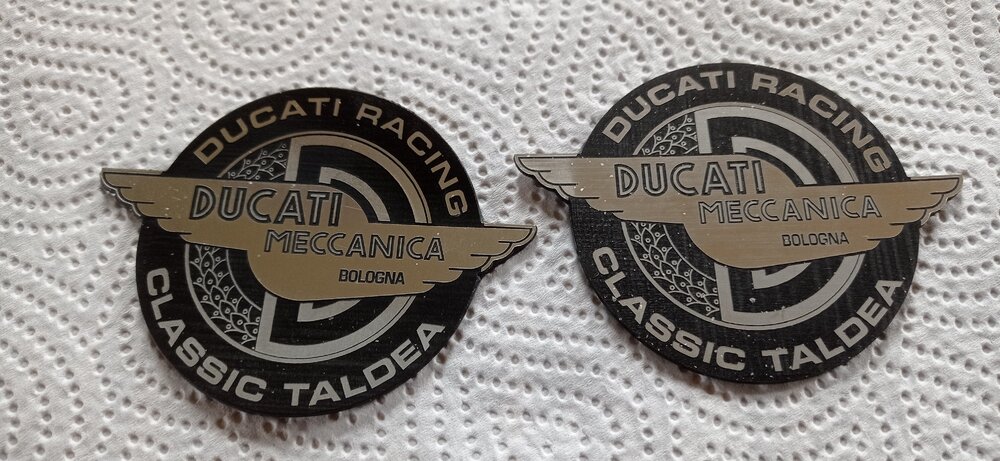 DUCATI RACING
DUCATI
MECCANICA
BOLOGNA
CLASSIC TALDEA
DUCATI RACING
DUCATI
MECCANICA
BOLOGNA
CLASSIC TALDEA